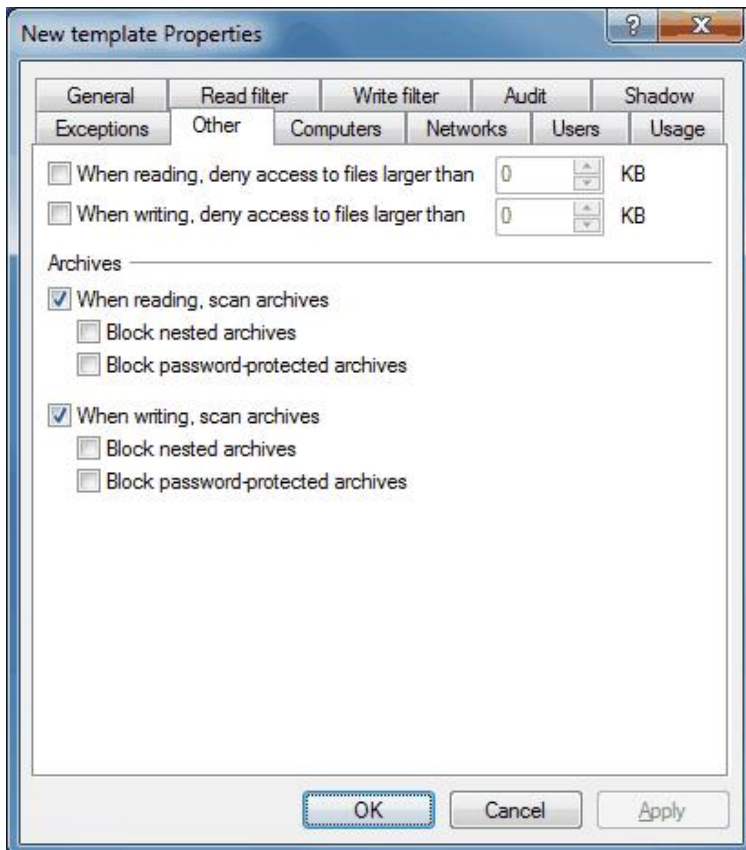 New template Properties
?
X
General Read filter Write filter Audit Shadow
Exceptions Other Computers Networks Users Usage
When reading, deny access to files larger than 0 KB
When writing, deny access to files larger than 0 KB
Archives
When reading, scan archives
Block nested archives
Block password-protected archives
When writing, scan archives
Block nested archives
Block password-protected archives
OK Cancel Apply